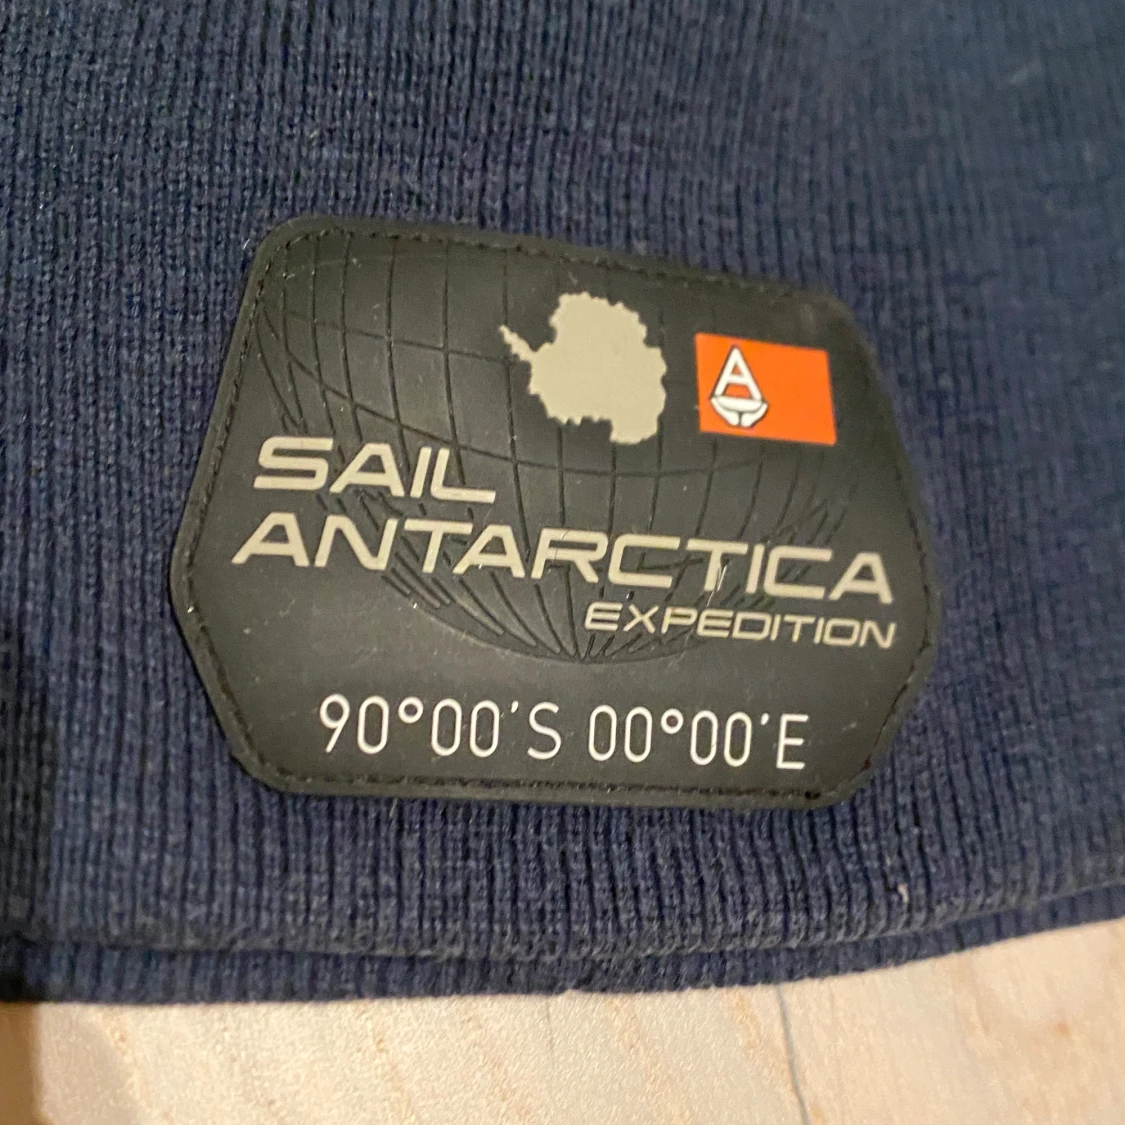 A
SAIL
ANTARCTICA
EXPEDITION
90°00'S 00°00'E